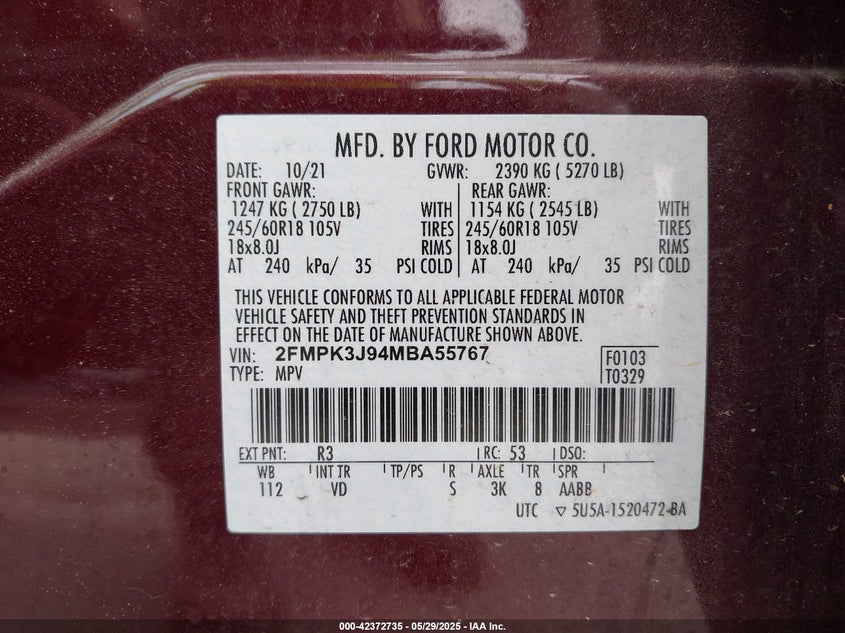 MFD. BY FORD MOTOR CO.
DATE: 10/21 GVWR: 2390 KG ( 5270 LB)
FRONT GAWR: REAR GAWR:
1247 KG ( 2750 LB) WITH 1154 KG ( 2545 LB) WITH
245/60R18 105V TIRES 245/60R18 105V TIRES
18x8.0J RIMS 18x8.0J RIMS
AT 240 kPa/ 35 PSI COLD AT 240 kPa/ 35 PSI COLD
THIS VEHICLE CONFORMS TO ALL APPLICABLE FEDERAL MOTOR
VEHICLE SAFETY AND THEFT PREVENTION STANDARDS IN
EFFECT ON THE DATE OF MANUFACTURE SHOWN ABOVE.
VIN: 2FMPK3J94MBA55767 F0103
TYPE: MPV T0329
EXT PNT: R3 RC: 53 DSO:
WB INT TR TP/PS R AXLE TR SPR
112 VD S 3K 8 AABB
UTC ▽ 5U5A-1520472-BA
000-42372735 - 05/29/2025 - IAA Inc.